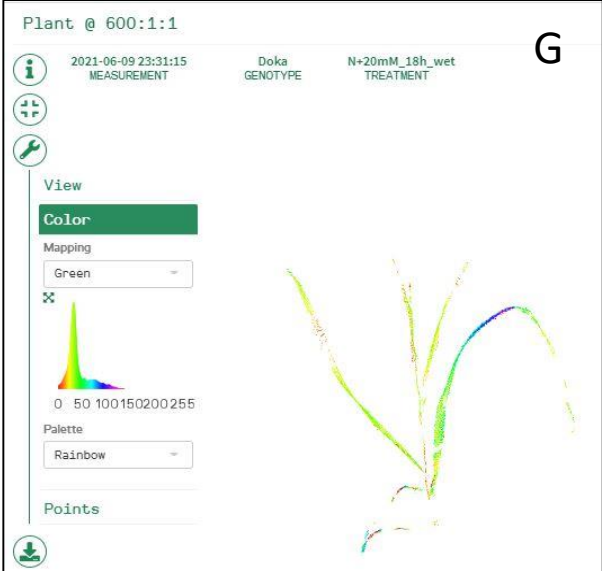 Plant @ 600:1:1
G
2021-06-09 23:31:15 Doka N+20mM_18h_wet
MEASUREMENT GENOTYPE TREATMENT
View
Color
Mapping
Green
0 50 100150200255
Palette
Rainbow
Points